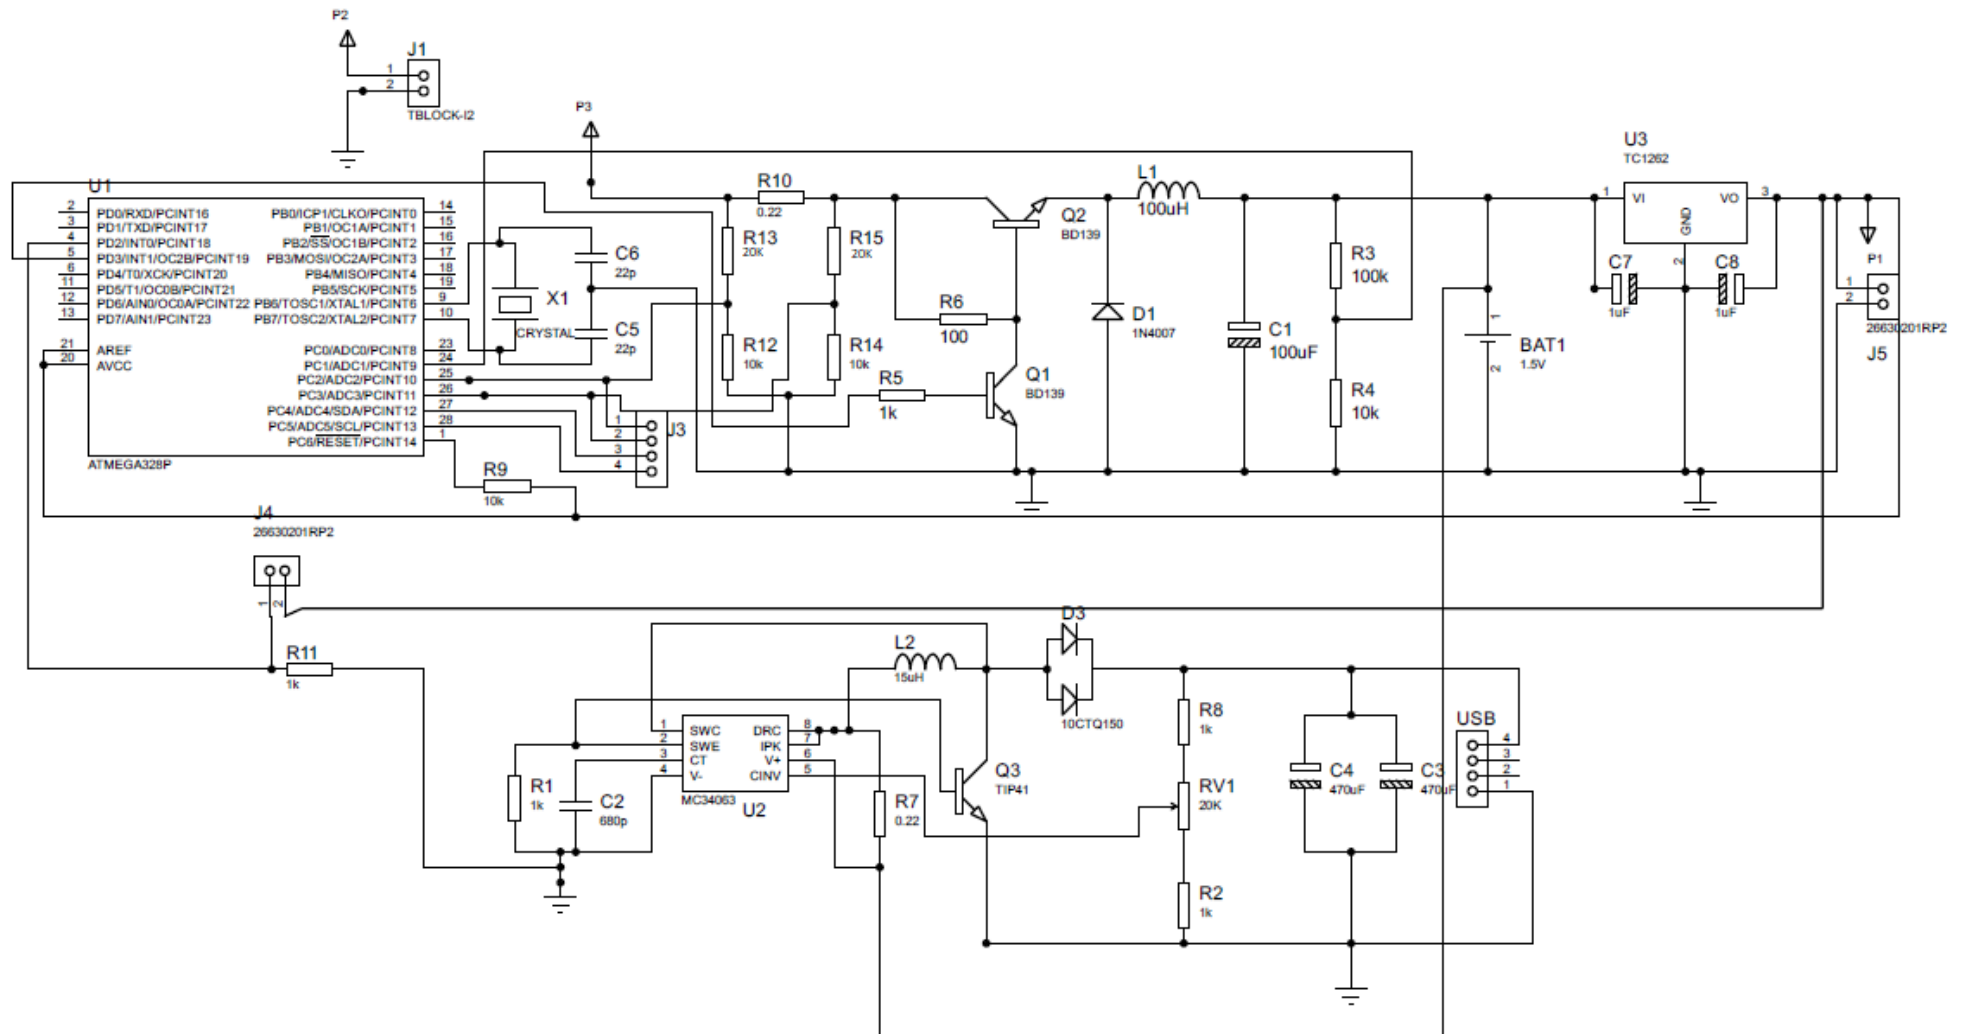 P2
J1
1
2
TBLOCK-I2
P3
U1
2 PD0/RXD/PCINT16
3 PD1/TXD/PCINT17
4 PD2/INT0/PCINT18
5 PD3/INT1/OC2B/PCINT19
6 PD4/T0/XCK/PCINT20
11 PD5/T1/OC0B/PCINT21
12 PD6/AIN0/OC0A/PCINT22
13 PD7/AIN1/PCINT23
21 AREF
20 AVCC
PB0/ICP1/CLKO/PCINT0 14
PB1/OC1A/PCINT1 15
PB2/SS/OC1B/PCINT2 16
PB3/MOSI/OC2A/PCINT3 17
PB4/MISO/PCINT4 18
PB5/SCK/PCINT5 19
PB6/TOSC1/XTAL1/PCINT6 9
PB7/TOSC2/XTAL2/PCINT7 10
PC0/ADC0/PCINT8 23
PC1/ADC1/PCINT9 24
PC2/ADC2/PCINT10 25
PC3/ADC3/PCINT11 26
PC4/ADC4/SDA/PCINT12 27
PC5/ADC5/SCL/PCINT13 28
PC6/RESET/PCINT14 1
ATMEGA328P
X1
CRYSTAL
C6
22p
C5
22p
R9
10k
J3
1
2
3
4
R10
0.22
R13
20K
R15
20K
R12
10k
R14
10k
R6
100
R5
1k
Q2
BD139
Q1
BD139
L1
100uH
D1
1N4007
C1
100uF
R3
100k
R4
10k
BAT1
1.5V
1
2
U3
TC1262
1 VI
VO 3
GND
2
C7
1uF
C8
1uF
P1
1
2
26630201RP2
J5
J4
26630201RP2
1
2
R11
1k
R1
1k
C2
680p
1 SWC
2 SWE
3 CT
4 V-
DRC 8
IPK 7
V+ 6
CINV 5
MC34063
U2
L2
15uH
R7
0.22
Q3
TIP41
D3
10CTQ150
R8
1k
RV1
20K
R2
1k
C4
470uF
C3
470uF
USB
4
3
2
1